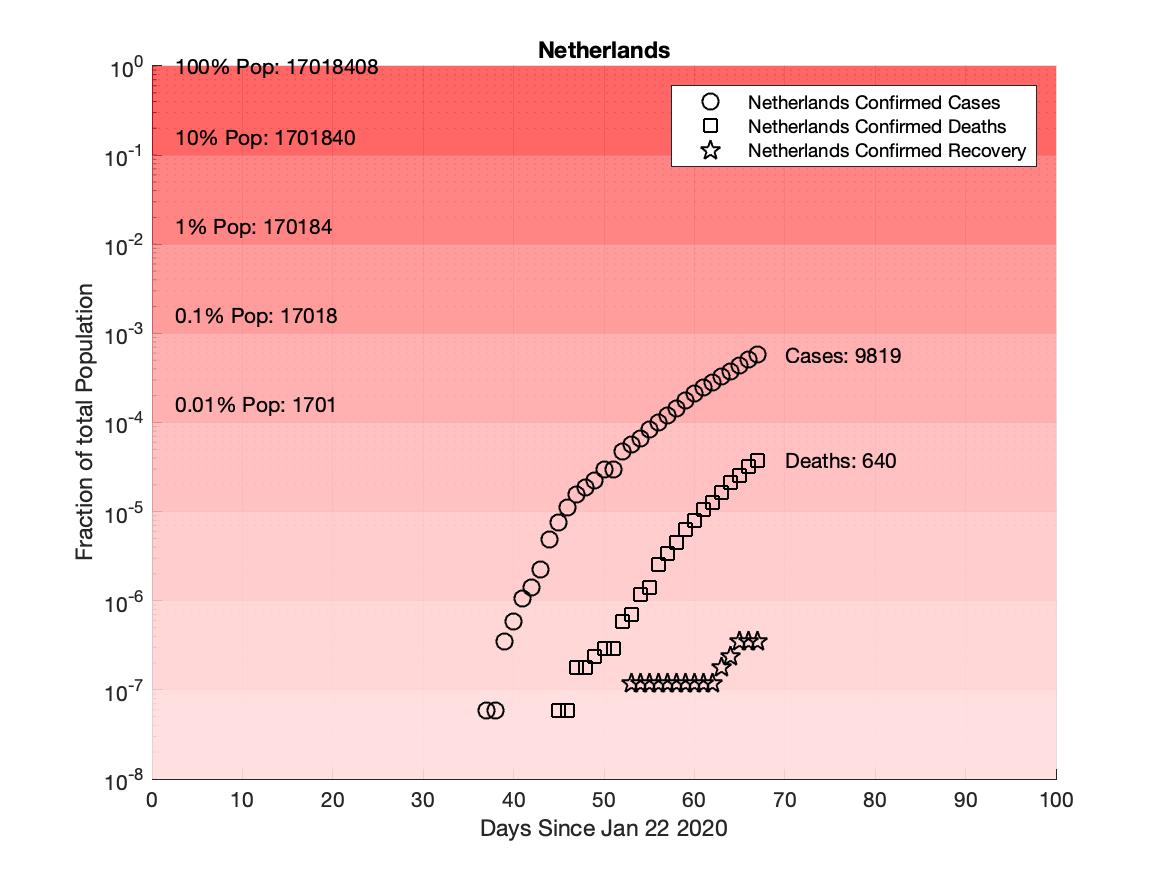 Netherlands
10^0
100% Pop: 17018408
Netherlands Confirmed Cases
Netherlands Confirmed Deaths
Netherlands Confirmed Recovery
10% Pop: 1701840
10^-1
1% Pop: 170184
10^-2
0.1% Pop: 17018
10^-3
Cases: 9819
0.01% Pop: 1701
10^-4
Deaths: 640
10^-5
10^-6
10^-7
10^-8
Fraction of total Population
0 10 20 30 40 50 60 70 80 90 100
Days Since Jan 22 2020